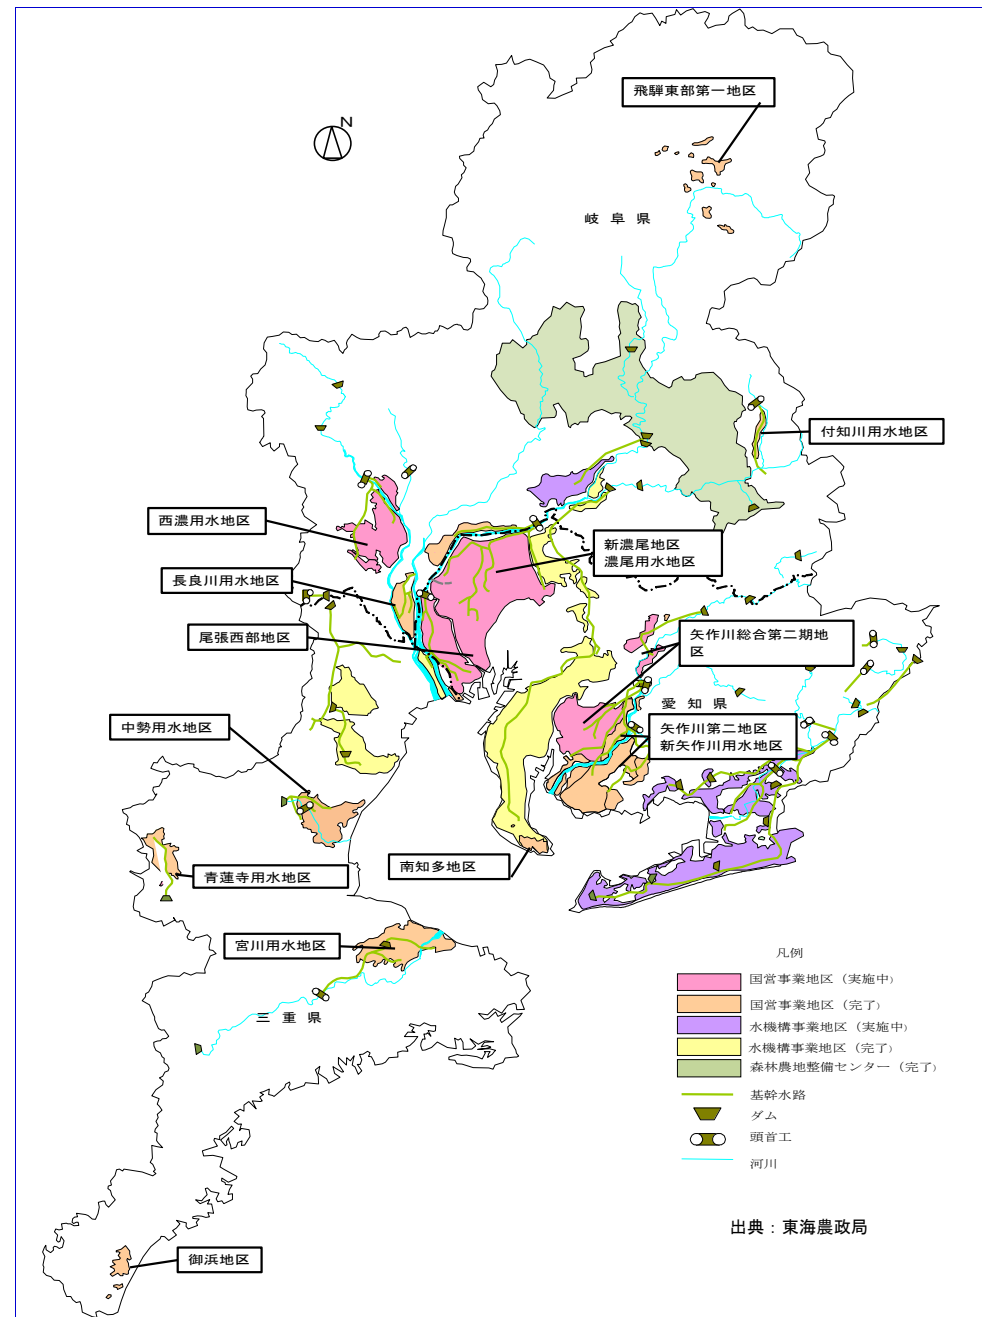 飛騨東部第一地区
N
岐阜県
付知川用水地区
西濃用水地区
新濃尾地区
濃尾用水地区
長良川用水地区
尾張西部地区
矢作川総合第二期地
区
愛知県
中勢用水地区
矢作川第二地区
新矢作川用水地区
南知多地区
青蓮寺用水地区
宮川用水地区
三重県
凡例
国営事業地区（実施中）
国営事業地区（完了）
水機構事業地区（実施中）
水機構事業地区（完了）
森林農地整備センター（完了）
基幹水路
ダム
頭首工
河川
出典：東海農政局
御浜地区